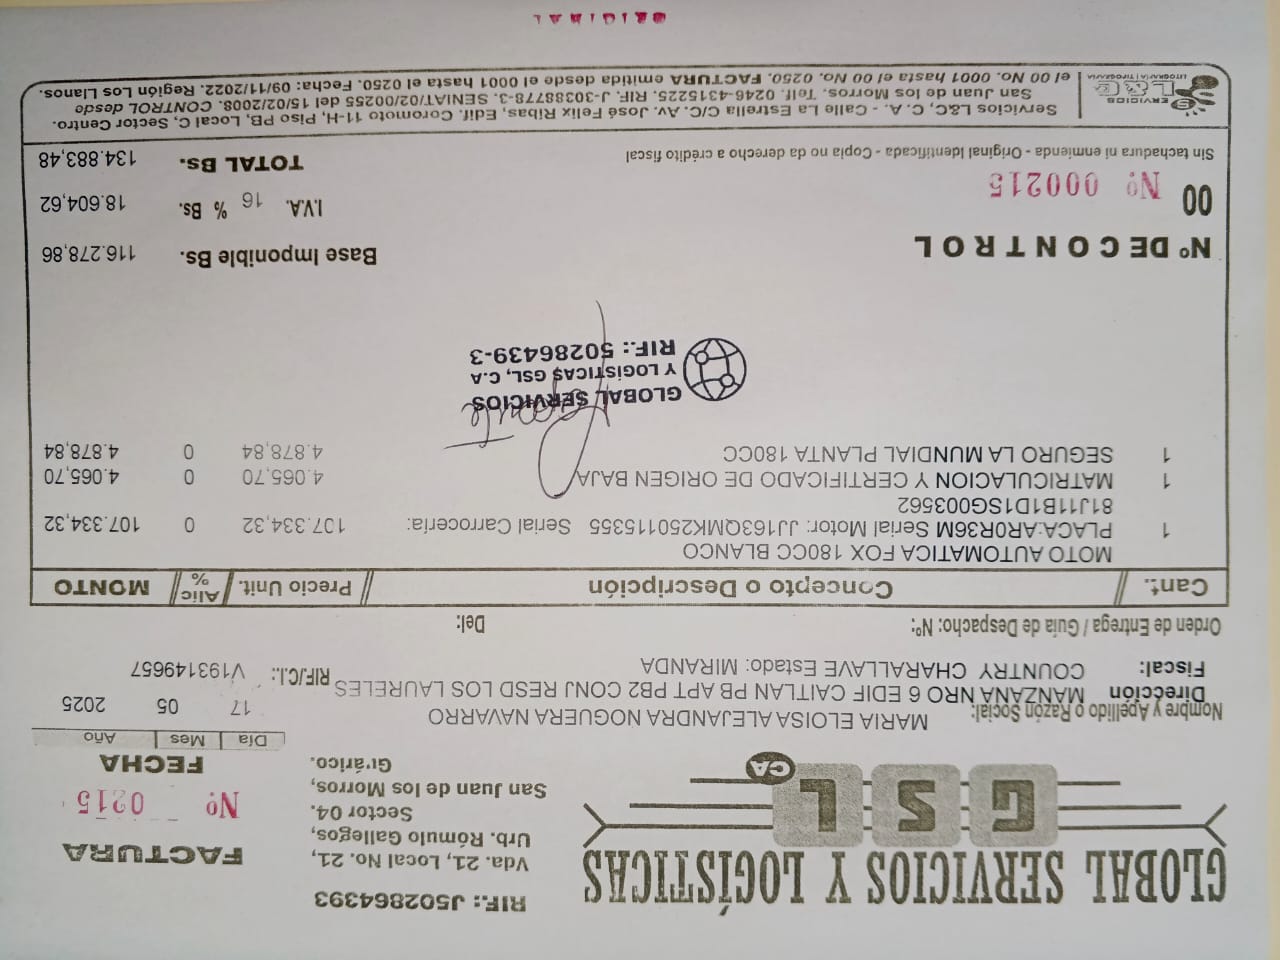 GLOBAL SERVICIOS Y LOGÍSTICAS
G S L CA
RIF.: J502864393
Vda. 21, Local No. 21,
Urb. Rómulo Gallegos,
Sector 04.
San Juan de los Morros,
Guárico.
FACTURA
Nº 0215
FECHA
Día Mes Año
17 05 2025
Nombre y Apellido o Razón Social: MARIA ELOISA ALEJANDRA NOGUERA NAVARRO
Dirección MANZANA NRO 6 EDIF CAITLAN PB APT PB2 CONJ RESD LOS LAURELES
Fiscal: COUNTRY CHARALLAVE Estado: MIRANDA
RIF/C.I.: V193149657
Orden de Entrega / Guía de Despacho: Nº: Del:
Cant. Concepto o Descripción Precio Unit. Alic % MONTO
MOTO AUTOMATICA FOX 180CC BLANCO
1 PLACA:AR0R36M Serial Motor: JJ163QMK250115355 Serial Carrocería: 107.334,32 0 107.334,32
81J11B1D1SG003562
1 MATRICULACION Y CERTIFICADO DE ORIGEN BAJA 4.065,70 0 4.065,70
1 SEGURO LA MUNDIAL PLANTA 180CC 4.878,84 0 4.878,84
GLOBAL SERVICIOS
Y LOGÍSTICAS GSL, C.A
RIF.: 50286439-3
Nº DE CONTROL
00 Nº 000215
Base Imponible Bs. 116.278,86
I.V.A. 16 % Bs. 18.604,62
TOTAL Bs. 134.883,48
Sin tachadura ni enmienda - Original Identificada - Copia no da derecho a crédito fiscal
SERVICIOS
L&C
LITOGRAFIA | TIPOGRAFIA
Servicios L&C, C.A. - Calle La Estrella C/C. Av. José Felix Ribas, Edif. Coromoto 11-H, Piso PB, Local C, Sector Centro.
San Juan de los Morros. Telf. 0246-4315225. RIF. J-30388778-3. SENIAT/02/00255 del 15/02/2008. CONTROL desde
el 00 No. 0001 hasta el 00 No. 0250. FACTURA emitida desde el 0001 hasta el 0250. Fecha: 09/11/2022. Región Los Llanos.
ORIGINAL